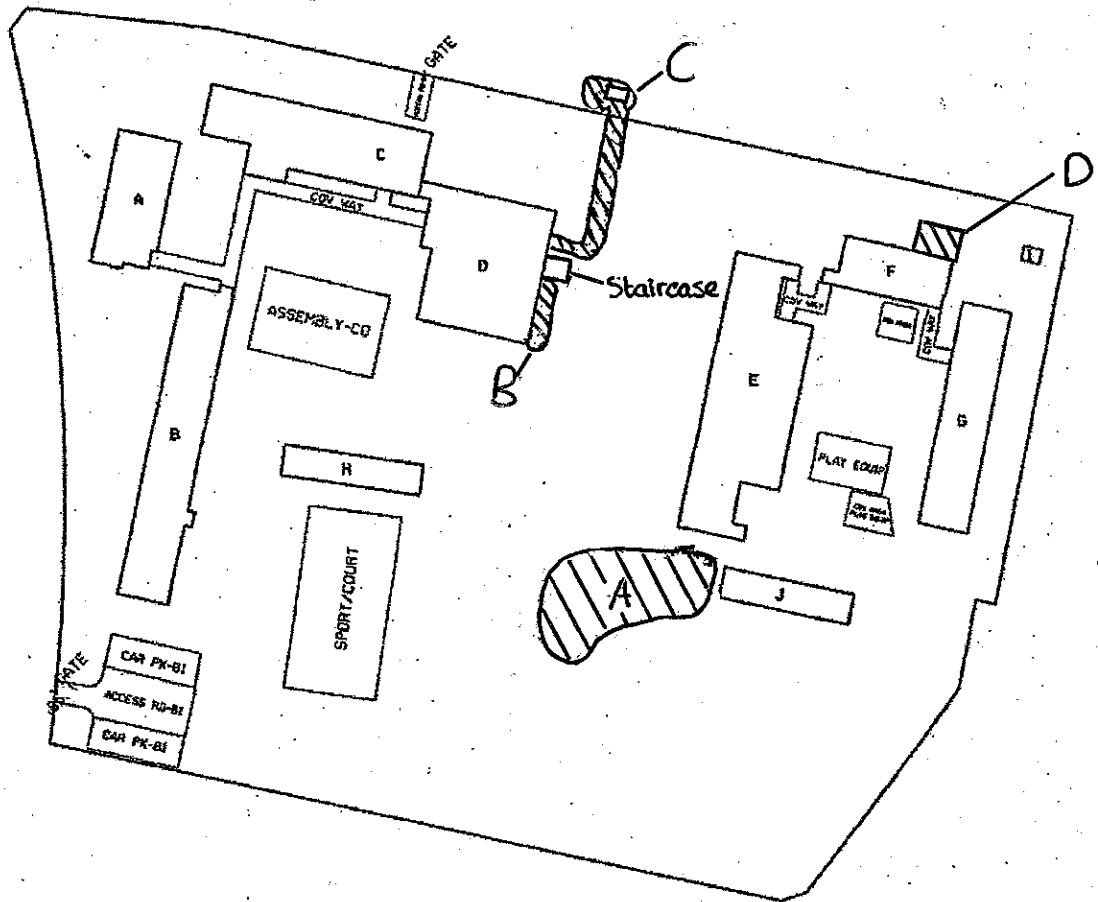 GATE
C
C
D
A
COV WAY
I
F
D
Staircase
COV WAY
COV WAY
ASSEMBLY-CO
B
E
B
G
H
PLAY EQUIP
SPORT/COURT
A
J
CAR PK-BI
GATE
ACCESS RD-BI
CAR PK-BI